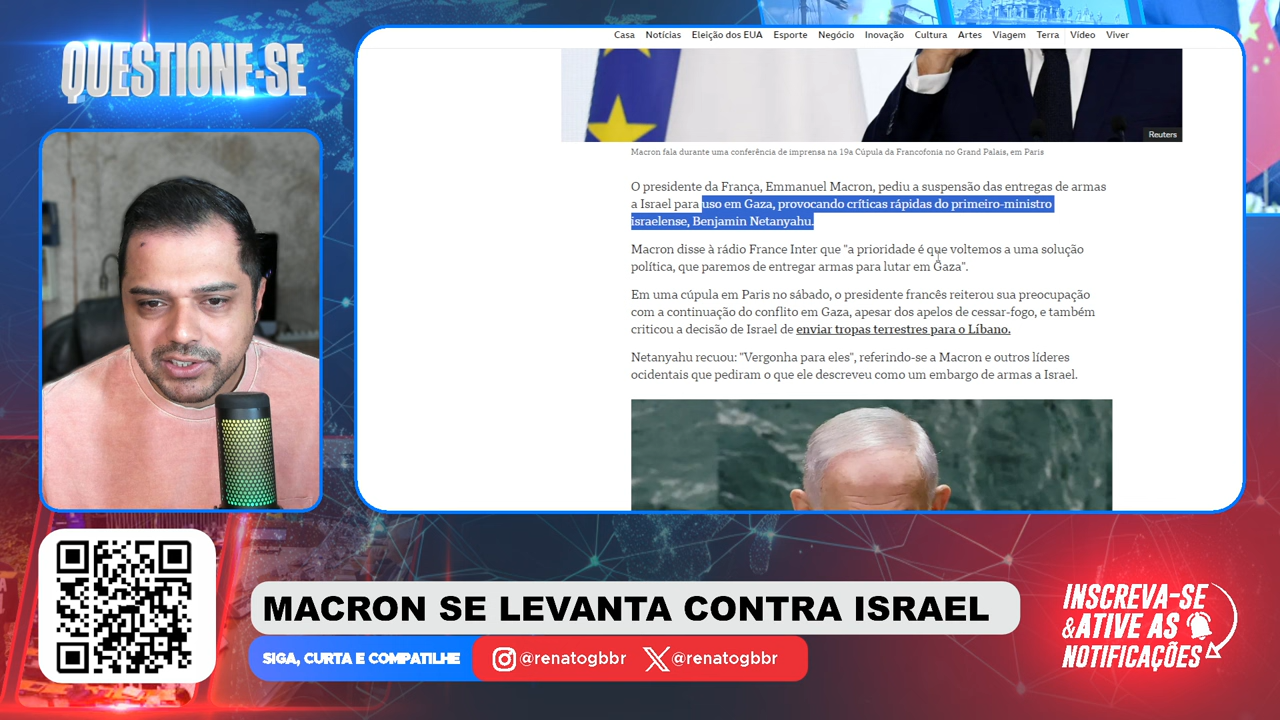 QUESTIONE-SE
Casa Notícias Eleição dos EUA Esporte Negócio Inovação Cultura Artes Viagem Terra Vídeo Viver
Reuters
Macron fala durante uma conferência de imprensa na 19a Cúpula da Francofonia no Grand Palais, em Paris
O presidente da França, Emmanuel Macron, pediu a suspensão das entregas de armas
a Israel para uso em Gaza, provocando críticas rápidas do primeiro-ministro
israelense, Benjamin Netanyahu.
Macron disse à rádio France Inter que "a prioridade é que voltemos a uma solução
política, que paremos de entregar armas para lutar em Gaza".
Em uma cúpula em Paris no sábado, o presidente francês reiterou sua preocupação
com a continuação do conflito em Gaza, apesar dos apelos de cessar-fogo, e também
criticou a decisão de Israel de enviar tropas terrestres para o Líbano.
Netanyahu recuou: "Vergonha para eles", referindo-se a Macron e outros líderes
ocidentais que pediram o que ele descreveu como um embargo de armas a Israel.
MACRON SE LEVANTA CONTRA ISRAEL
SIGA, CURTA E COMPATILHE @renatogbbr @renatogbbr
INSCREVA-SE
&ATIVE AS
NOTIFICAÇÕES